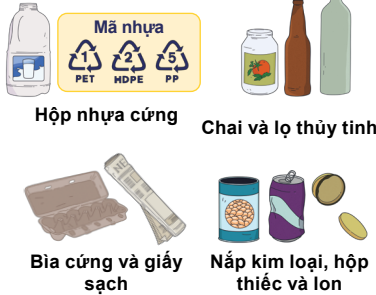 Mã nhựa
1 2 5
PET HDPE PP
Hộp nhựa cứng
Chai và lọ thủy tinh
NE
Bìa cứng và giấy
sạch
Nắp kim loại, hộp
thiếc và lon